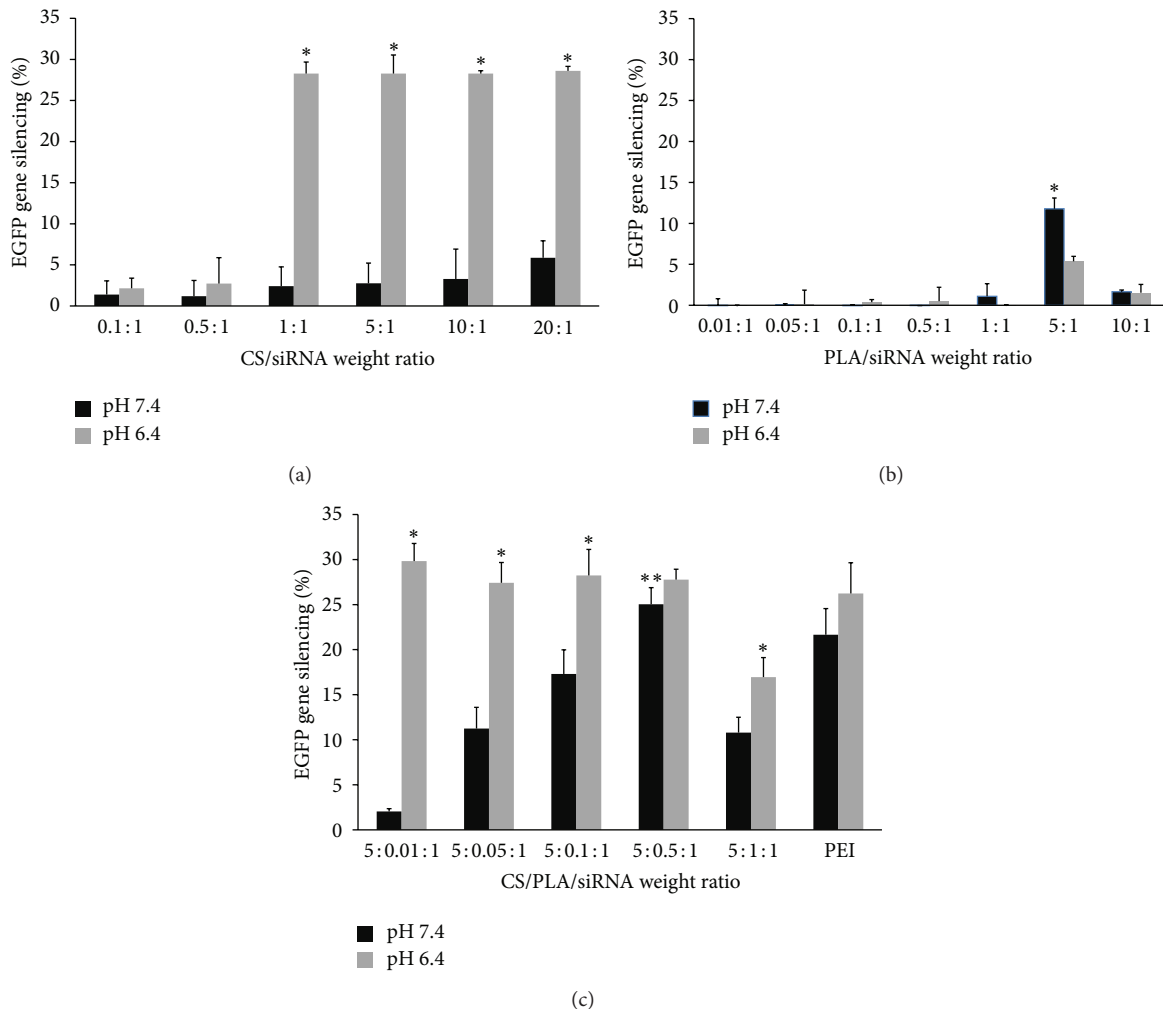 EGFP gene silencing (%)
35
30
25
20
15
10
5
0
* * * *
0.1 : 1 0.5 : 1 1 : 1 5 : 1 10 : 1 20 : 1
CS/siRNA weight ratio
pH 7.4
pH 6.4
(a)
EGFP gene silencing (%)
35
30
25
20
15
10
5
0
*
0.01 : 1 0.05 : 1 0.1 : 1 0.5 : 1 1 : 1 5 : 1 10 : 1
PLA/siRNA weight ratio
pH 7.4
pH 6.4
(b)
EGFP gene silencing (%)
35
30
25
20
15
10
5
0
* * * ** *
5 : 0.01 : 1 5 : 0.05 : 1 5 : 0.1 : 1 5 : 0.5 : 1 5 : 1 : 1 PEI
CS/PLA/siRNA weight ratio
pH 7.4
pH 6.4
(c)